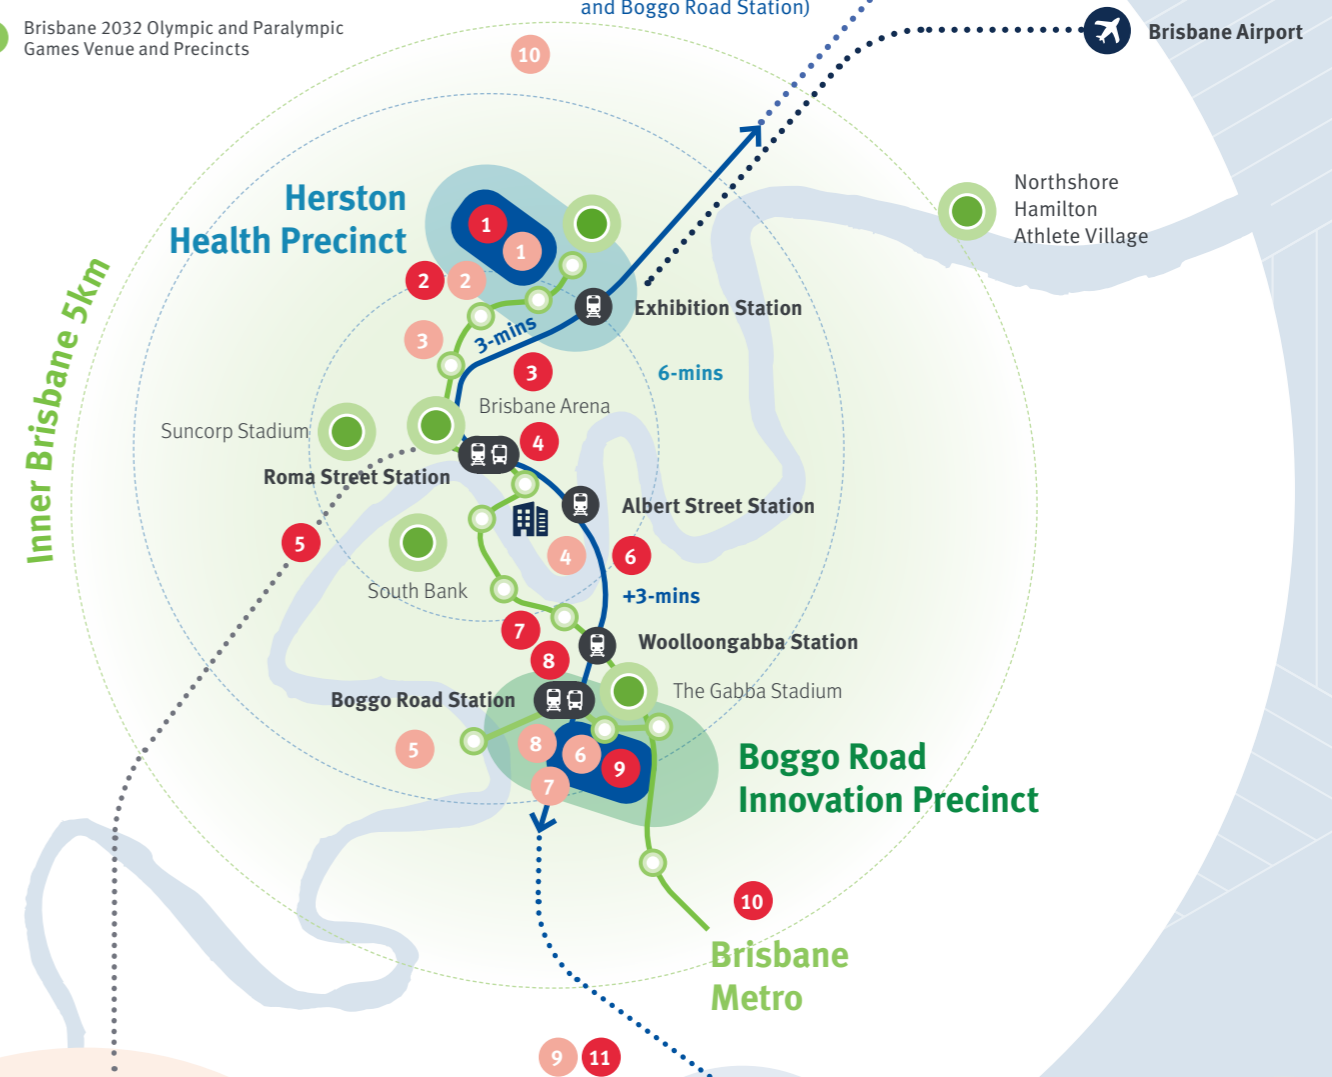 and Boggo Road Station)
Brisbane 2032 Olympic and Paralympic
Games Venue and Precincts
Brisbane Airport
10
Northshore
Hamilton
Athlete Village
Herston
Health Precinct
1
1
2
2
Exhibition Station
3
3-mins
3
6-mins
Inner Brisbane 5km
Brisbane Arena
Suncorp Stadium
4
Roma Street Station
Albert Street Station
5
4
6
South Bank
+3-mins
7
8
Woolloongabba Station
Boggo Road Station
The Gabba Stadium
5
8
6
9
7
Boggo Road
Innovation Precinct
10
Brisbane
Metro
9
11